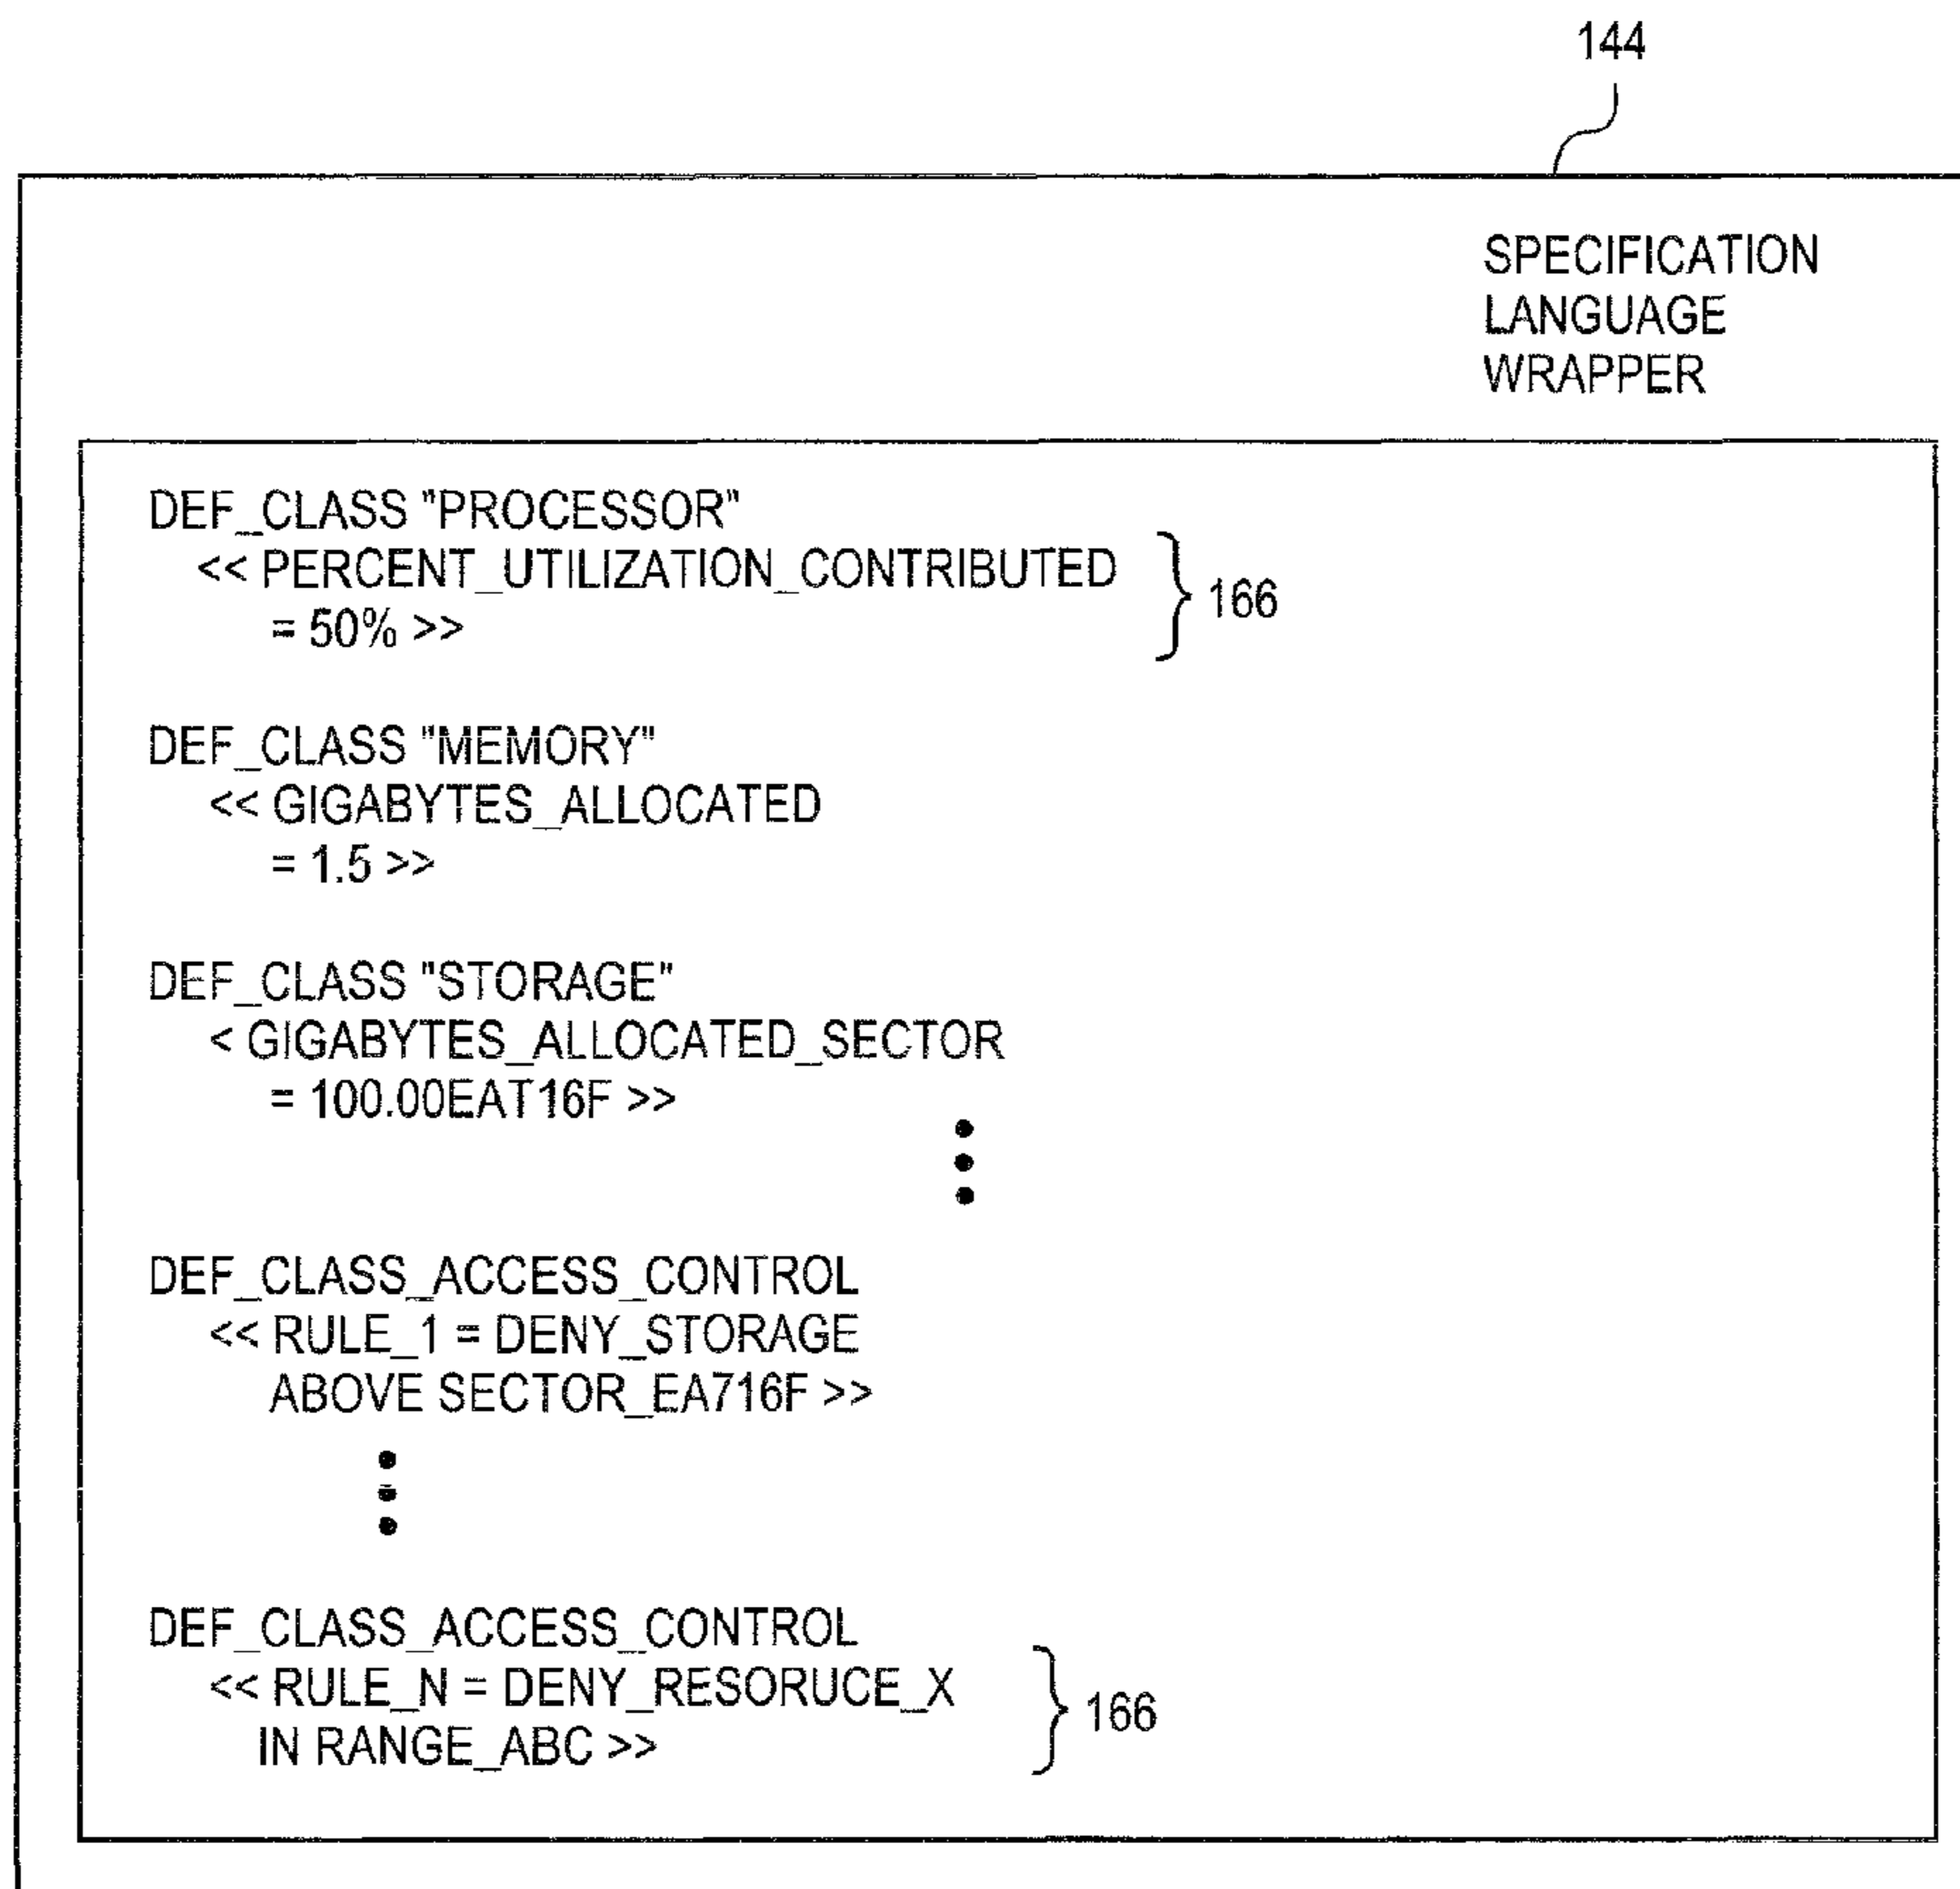 144
SPECIFICATION
LANGUAGE
WRAPPER
DEF_CLASS "PROCESSOR"
<< PERCENT_UTILIZATION_CONTRIBUTED
= 50% >>
166
DEF_CLASS "MEMORY"
<< GIGABYTES_ALLOCATED
= 1.5 >>
DEF_CLASS "STORAGE"
< GIGABYTES_ALLOCATED_SECTOR
= 100.00EAT16F >>
DEF_CLASS_ACCESS_CONTROL
<< RULE_1 = DENY_STORAGE
ABOVE SECTOR_EA716F >>
DEF_CLASS_ACCESS_CONTROL
<< RULE_N = DENY_RESORUCE_X
IN RANGE_ABC >>
166